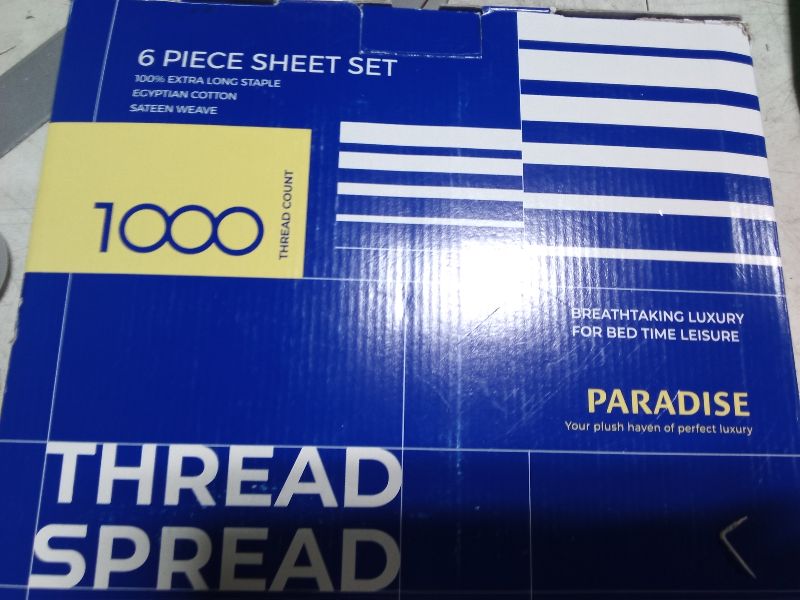 6 PIECE SHEET SET
100% EXTRA LONG STAPLE
EGYPTIAN COTTON
SATEEN WEAVE
1000
THREAD COUNT
BREATHTAKING LUXURY
FOR BED TIME LEISURE
PARADISE
Your plush haven of perfect luxury
THREAD
SPREAD